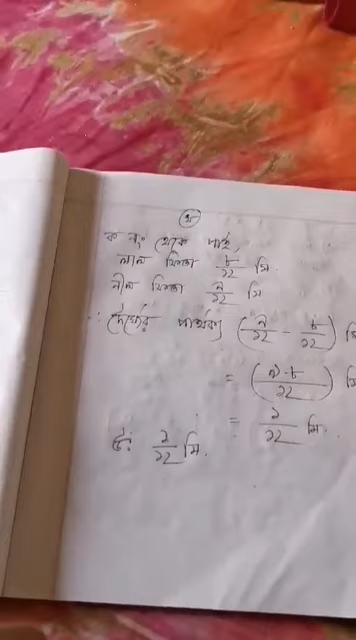 খ
ক নং থেকে পাই,
লাল ফিতা ৮/১২ মি.
নীল ফিতা ৯/১২ মি
∴ দৈর্ঘ্যের পার্থক্য (৯/১২ - ৮/১২) মি
= (৯-৮/১২) মি
= ১/১২ মি.
উ: ১/১২ মি.